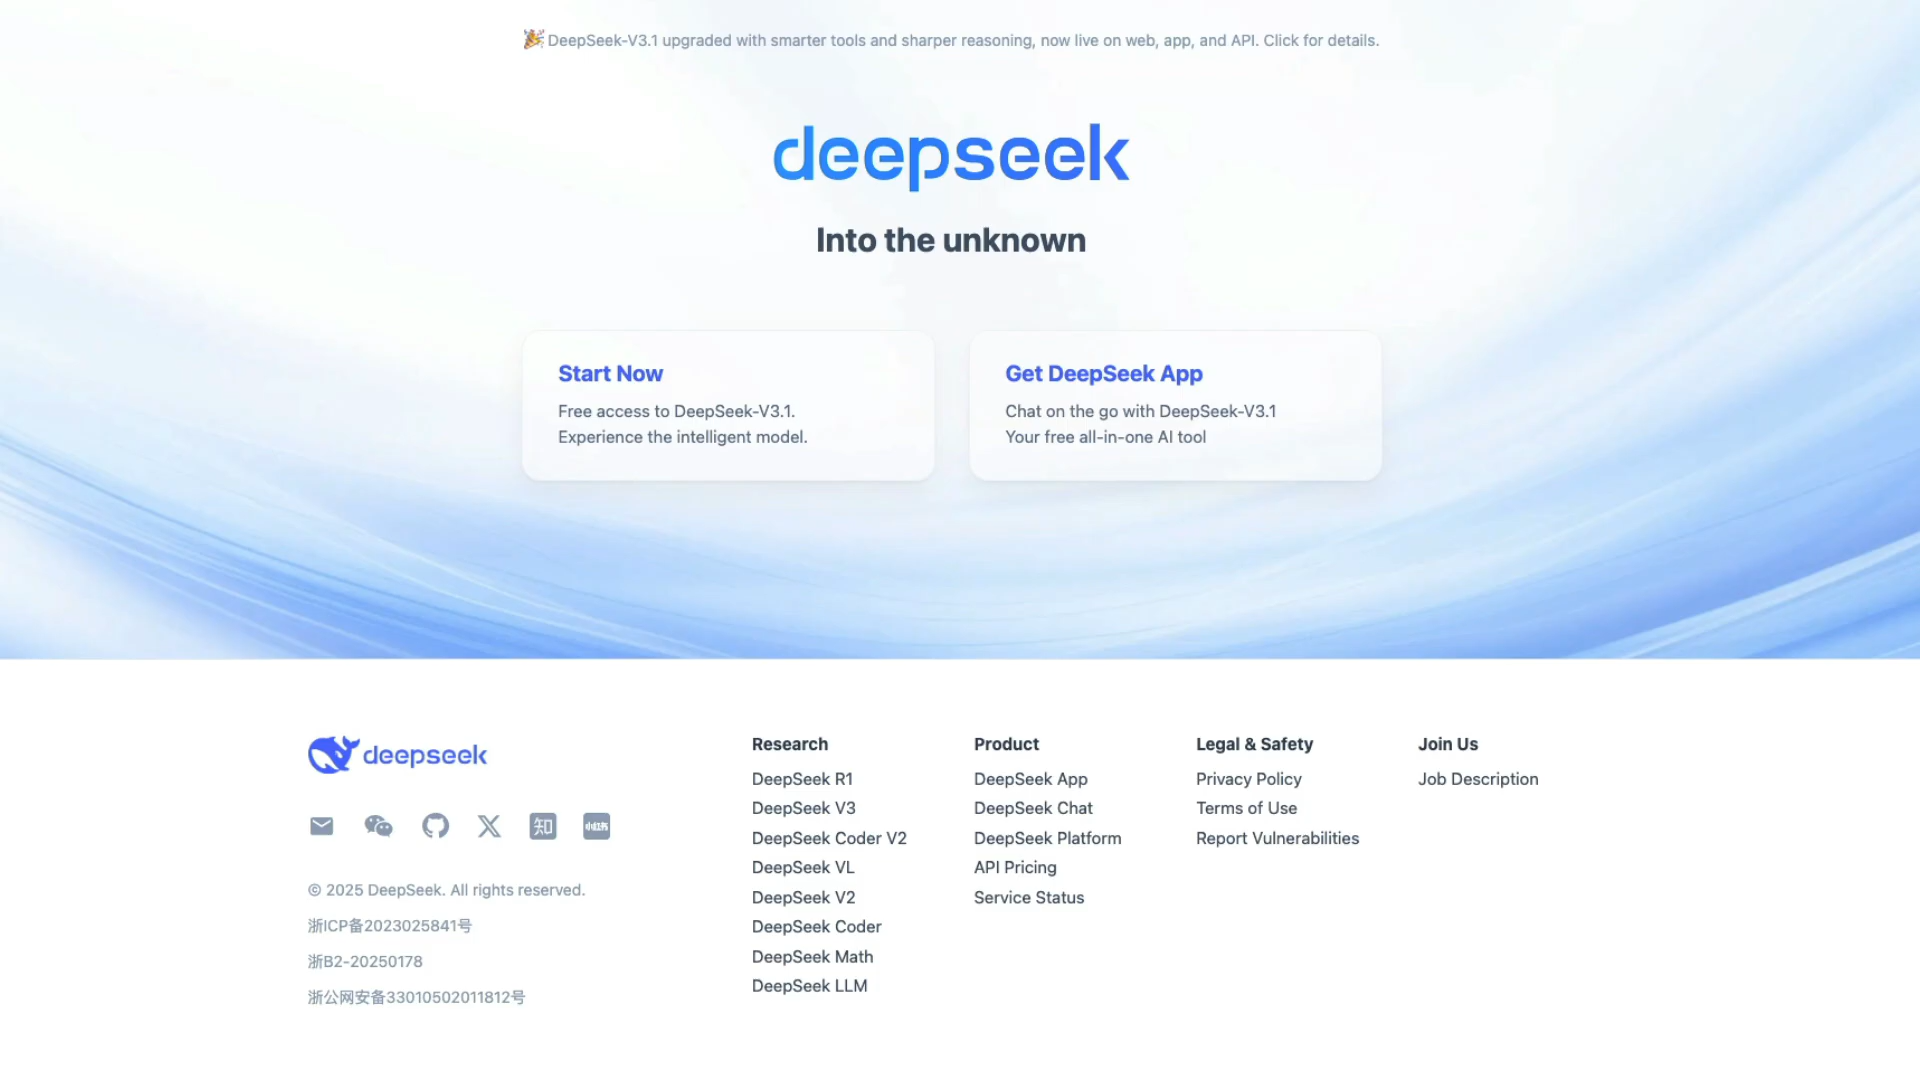 DeepSeek-V3.1 upgraded with smarter tools and sharper reasoning, now live on web, app, and API. Click for details.
deepseek
Into the unknown
Start Now
Free access to DeepSeek-V3.1.
Experience the intelligent model.
Get DeepSeek App
Chat on the go with DeepSeek-V3.1
Your free all-in-one AI tool
deepseek
知
小红书
© 2025 DeepSeek. All rights reserved.
浙ICP备2023025841号
浙B2-20250178
浙公网安备33010502011812号
Research
DeepSeek R1
DeepSeek V3
DeepSeek Coder V2
DeepSeek VL
DeepSeek V2
DeepSeek Coder
DeepSeek Math
DeepSeek LLM
Product
DeepSeek App
DeepSeek Chat
DeepSeek Platform
API Pricing
Service Status
Legal & Safety
Privacy Policy
Terms of Use
Report Vulnerabilities
Join Us
Job Description